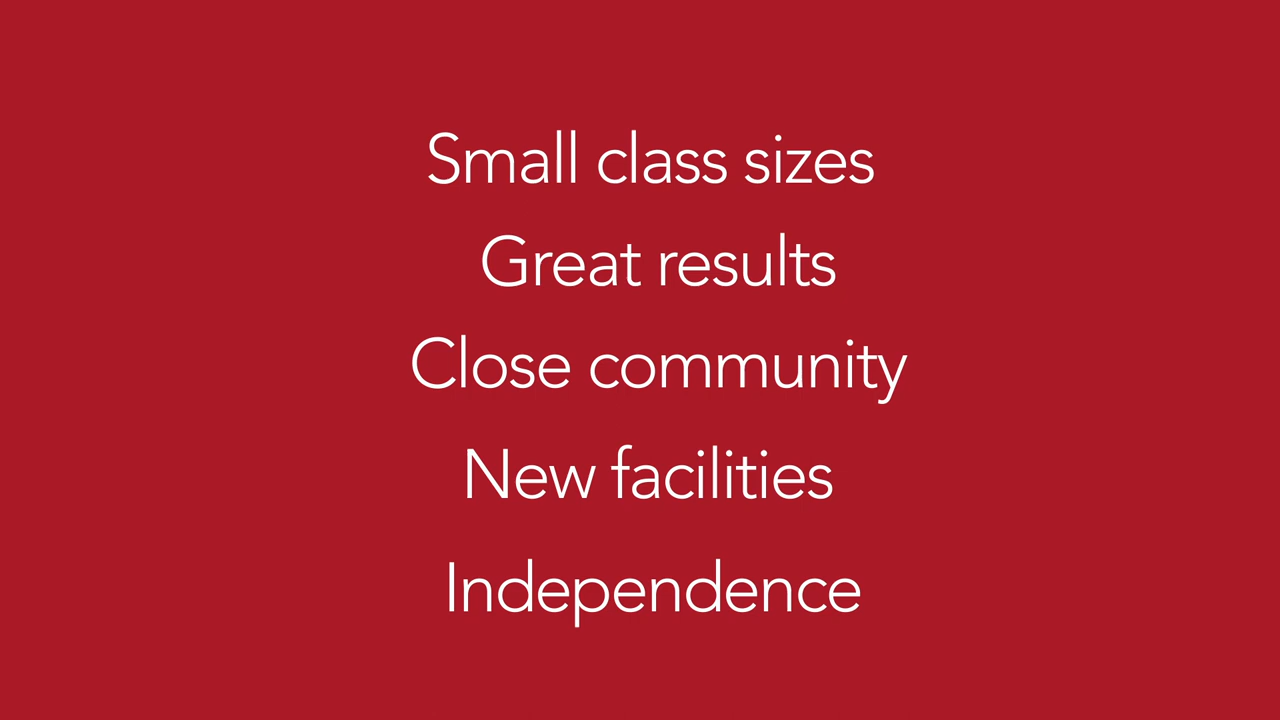 Small class sizes
Great results
Close community
New facilities
Independence